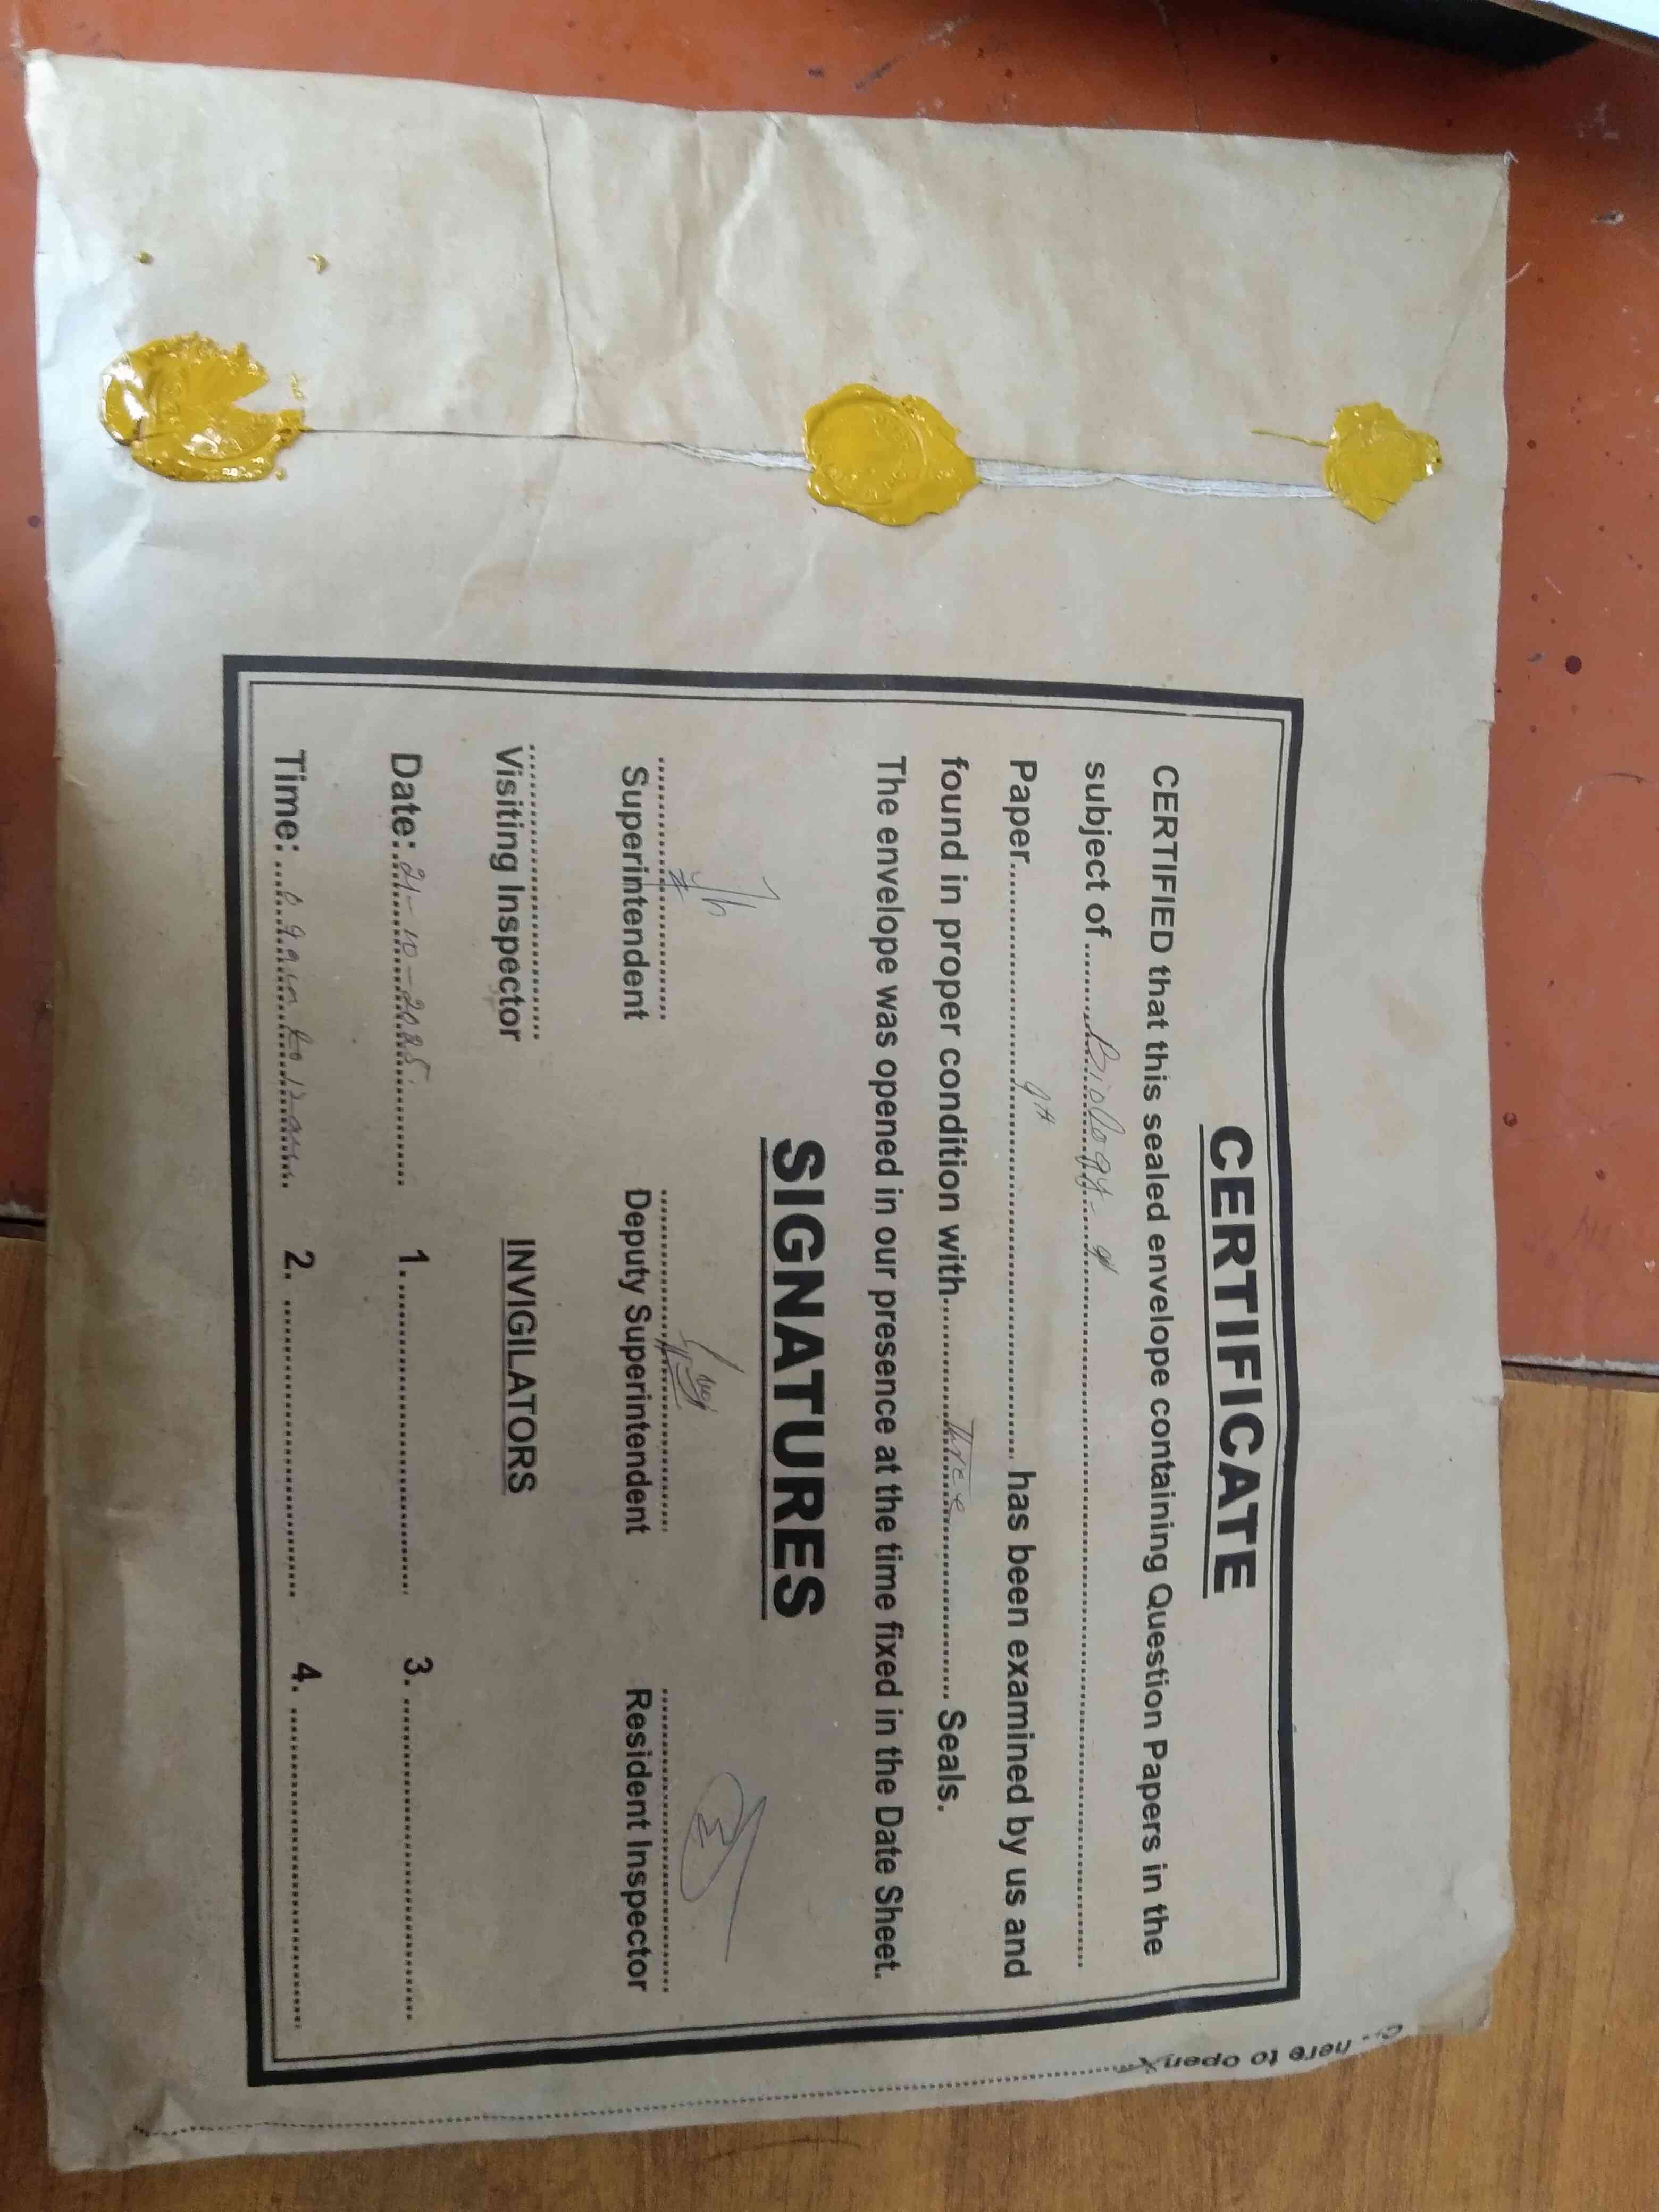 CERTIFICATE
CERTIFIED that this sealed envelope containing Question Papers in the
subject of ..... Biology - .....
Paper..... has been examined by us and
found in proper condition with..... Three ..... Seals.
The envelope was opened in our presence at the time fixed in the Date Sheet.
SIGNATURES
Superintendent Deputy Superintendent Resident Inspector
Visiting Inspector INVIGILATORS
Date: 21-10-2025 1. ..... 3. .....
Time: ..... 2. ..... 4. .....
here to open